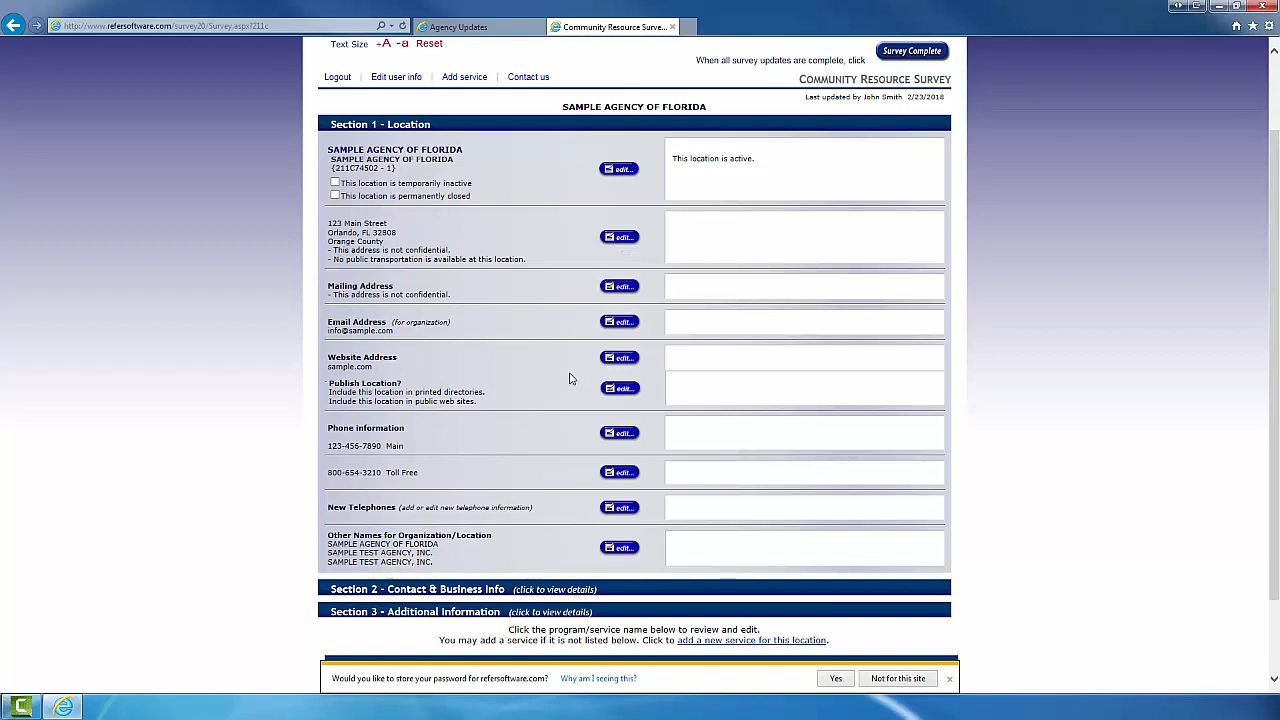 http://www.refersoftware.com/survey20/Survey.aspx?211c
Agency Updates
Community Resource Surve...
Text Size +A -a Reset
Survey Complete
When all survey updates are complete, click
Logout | Edit user info | Add service | Contact us
COMMUNITY RESOURCE SURVEY
Last updated by John Smith 2/23/2018
SAMPLE AGENCY OF FLORIDA
Section 1 - Location
SAMPLE AGENCY OF FLORIDA
SAMPLE AGENCY OF FLORIDA
{211C74502 - 1}
This location is temporarily inactive
This location is permanently closed
edit...
This location is active.
123 Main Street
Orlando, FL 32808
Orange County
- This address is not confidential.
- No public transportation is available at this location.
edit...
Mailing Address
- This address is not confidential.
edit...
Email Address (for organization)
info@sample.com
edit...
Website Address
sample.com
edit...
Publish Location?
Include this location in printed directories.
Include this location in public web sites.
edit...
Phone information
123-456-7890 Main
edit...
800-654-3210 Toll Free
edit...
New Telephones (add or edit new telephone information)
edit...
Other Names for Organization/Location
SAMPLE AGENCY OF FLORIDA
SAMPLE TEST AGENCY, INC.
SAMPLE TEST AGENCY, INC.
edit...
Section 2 - Contact & Business Info (click to view details)
Section 3 - Additional Information (click to view details)
Click the program/service name below to review and edit.
You may add a service if it is not listed below. Click to add a new service for this location.
Would you like to store your password for refersoftware.com? Why am I seeing this?
Yes
Not for this site